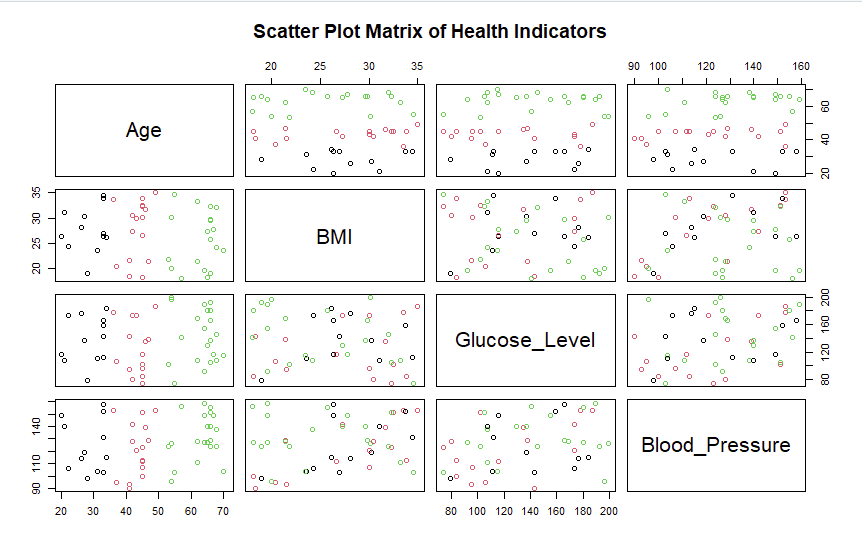 Scatter Plot Matrix of Health Indicators
20 25 30 35
90 100 120 140 160
Age
20 40 60
20 25 30 35
BMI
Glucose_Level
80 120 160 200
90 110 140
Blood_Pressure
20 30 40 50 60 70
80 100 120 140 160 180 200